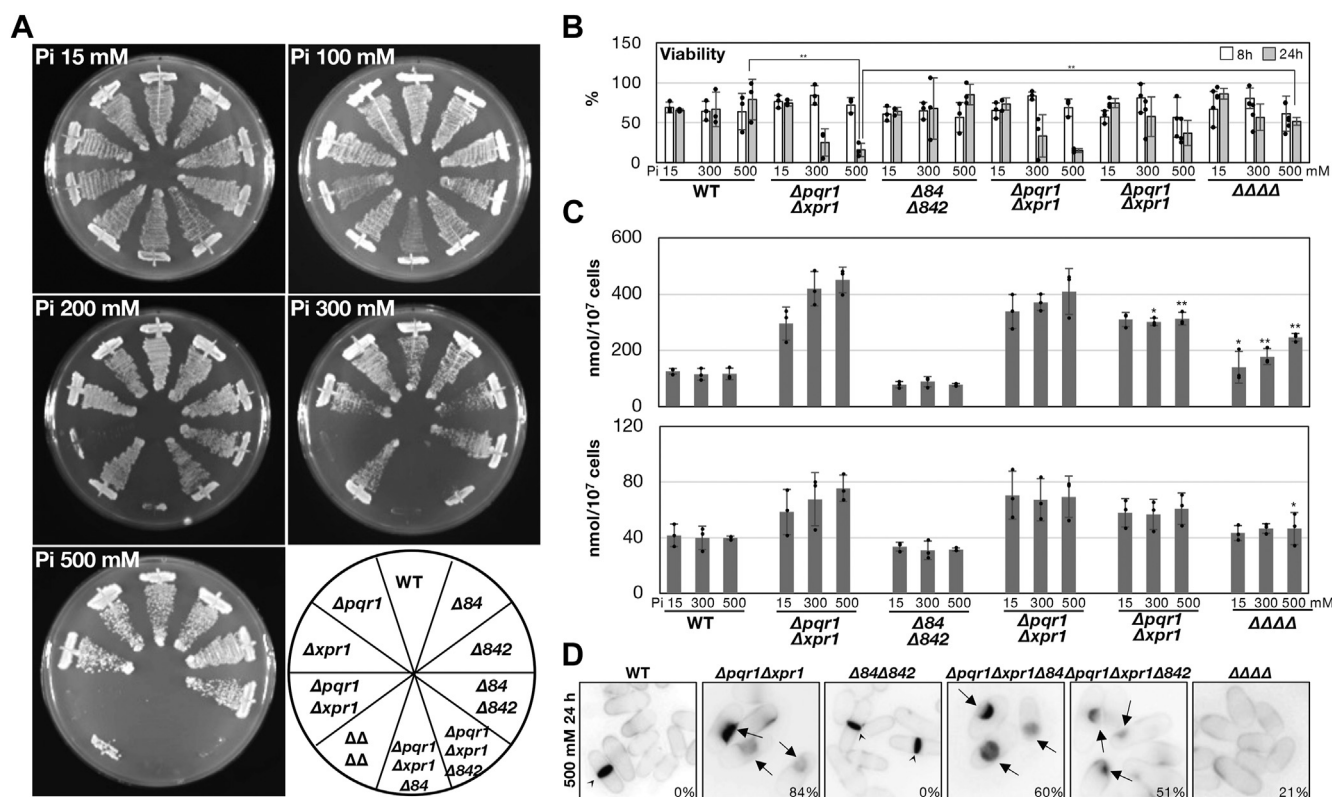 A
Pi 15 mM
Pi 100 mM
Pi 200 mM
Pi 300 mM
Pi 500 mM
WT
Δ84
Δ842
Δ84
Δ842
Δpqr1
Δxpr1
Δ842
Δpqr1
Δxpr1
Δ84
ΔΔ
ΔΔ
Δpqr1
Δxpr1
Δxpr1
Δpqr1
B
150
100
50
0
%
Viability
8h
24h
**
**
Pi 15 300 500 15 300 500 15 300 500 15 300 500 15 300 500 15 300 500 mM
WT Δpqr1 Δ84 Δpqr1 Δpqr1 ΔΔΔΔ
Δxpr1 Δ842 Δxpr1 Δxpr1
C
600
400
200
0
nmol/10⁷ cells
* ** * ** **
120
80
40
0
nmol/10⁷ cells
*
Pi 15 300 500 15 300 500 15 300 500 15 300 500 15 300 500 15 300 500 mM
WT Δpqr1 Δ84 Δpqr1 Δpqr1 ΔΔΔΔ
Δxpr1 Δ842 Δxpr1 Δxpr1
D
WT Δpqr1Δxpr1 Δ84Δ842 Δpqr1Δxpr1Δ84 Δpqr1Δxpr1Δ842 ΔΔΔΔ
500 mM 24 h
0% 84% 0% 60% 51% 21%